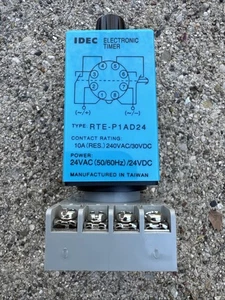 IDEC ELECTRONIC
TIMER
(~/−) (~/−)
TYPE: RTE-P1AD24
CONTACT RATING:
10A(RES.)240VAC/30VDC
POWER:
24VAC(50/60Hz)/24VDC
MANUFACTURED IN TAIWAN